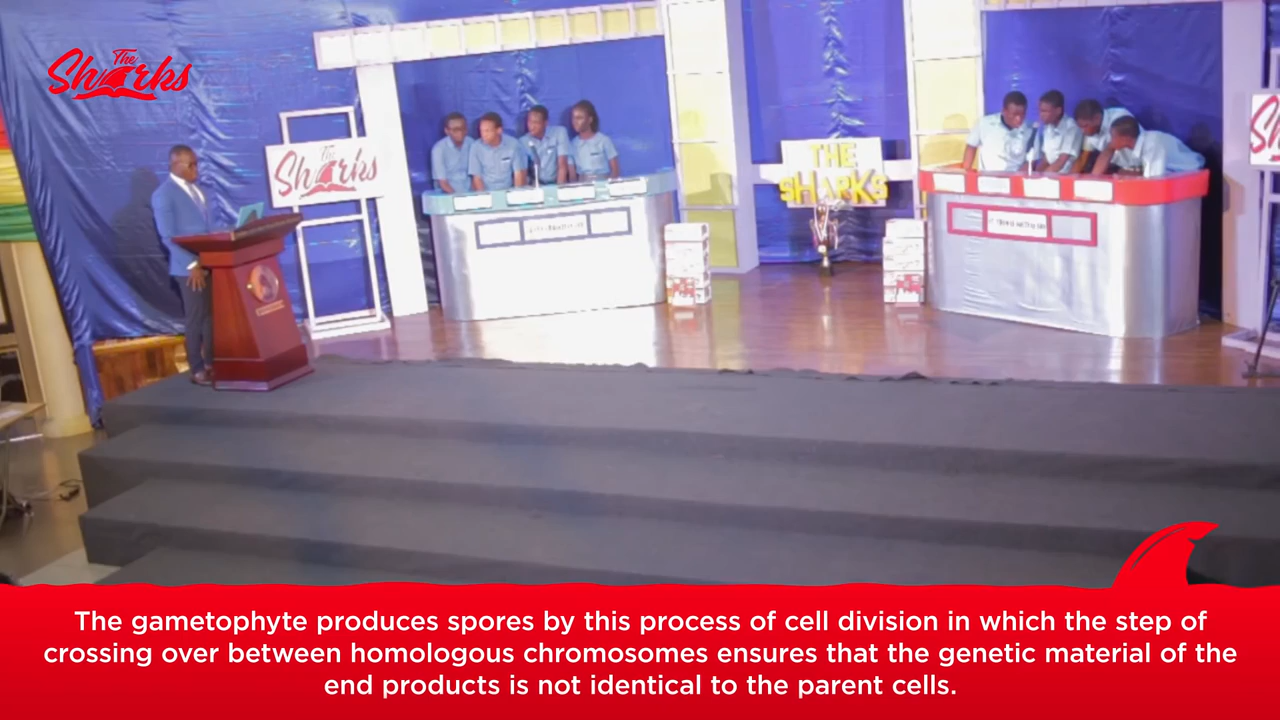 The Sharks
The Sharks
THE
SHARKS
The gametophyte produces spores by this process of cell division in which the step of
crossing over between homologous chromosomes ensures that the genetic material of the
end products is not identical to the parent cells.